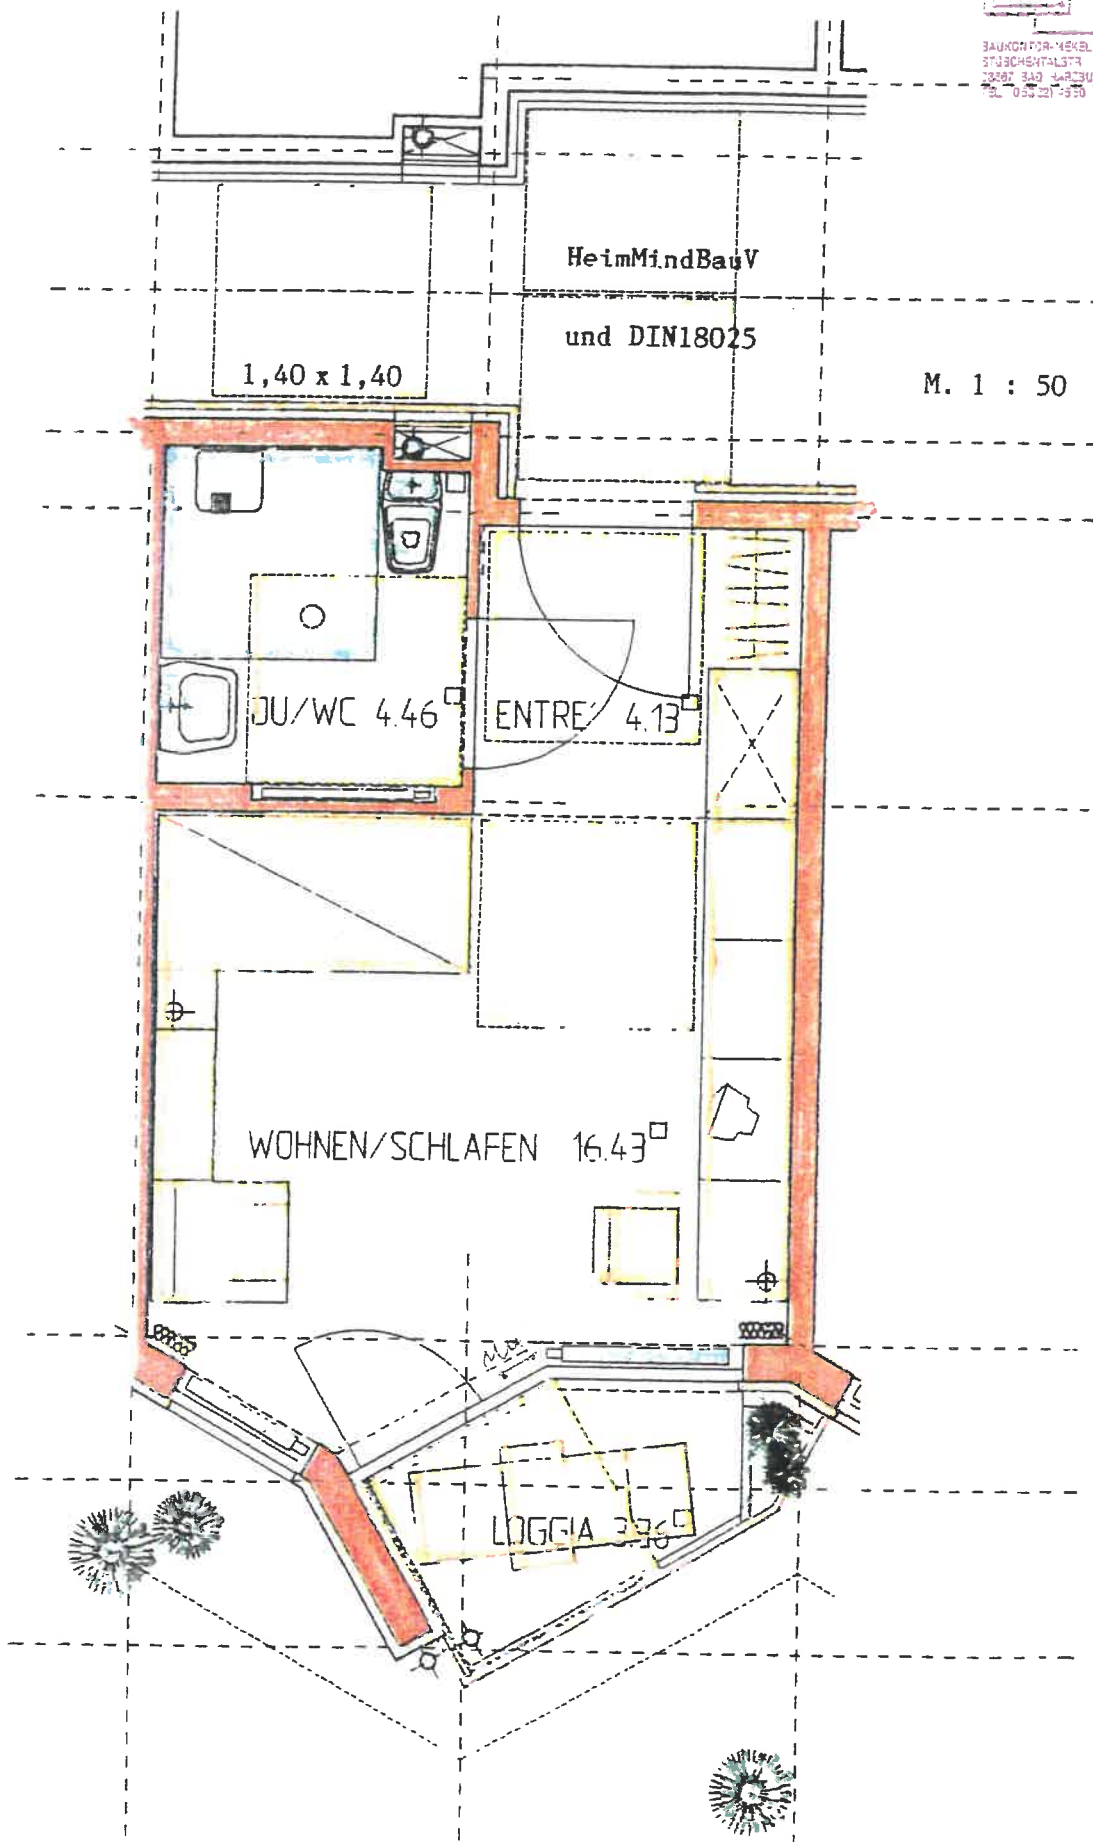 HeimMindBauV
und DIN18025
1,40 x 1,40
M. 1 : 50
DU/WC 4.46
ENTRE´ 4.13
WOHNEN/SCHLAFEN 16.43
LOGGIA